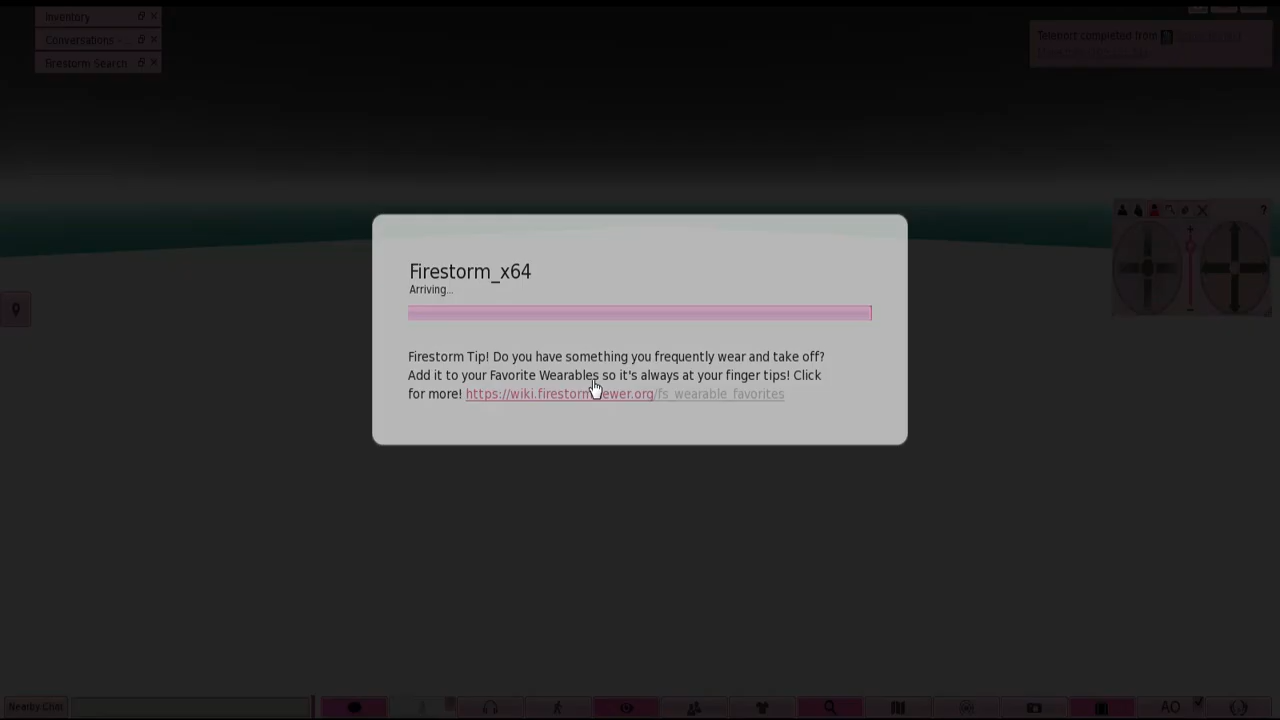 Inventory
Conversations - ...
Firestorm Search
Teleport completed from
Firestorm_x64
Arriving...
Firestorm Tip! Do you have something you frequently wear and take off?
Add it to your Favorite Wearables so it's always at your finger tips! Click
for more! https://wiki.firestormviewer.org/fs_wearable_favorites
?
Nearby Chat
AO